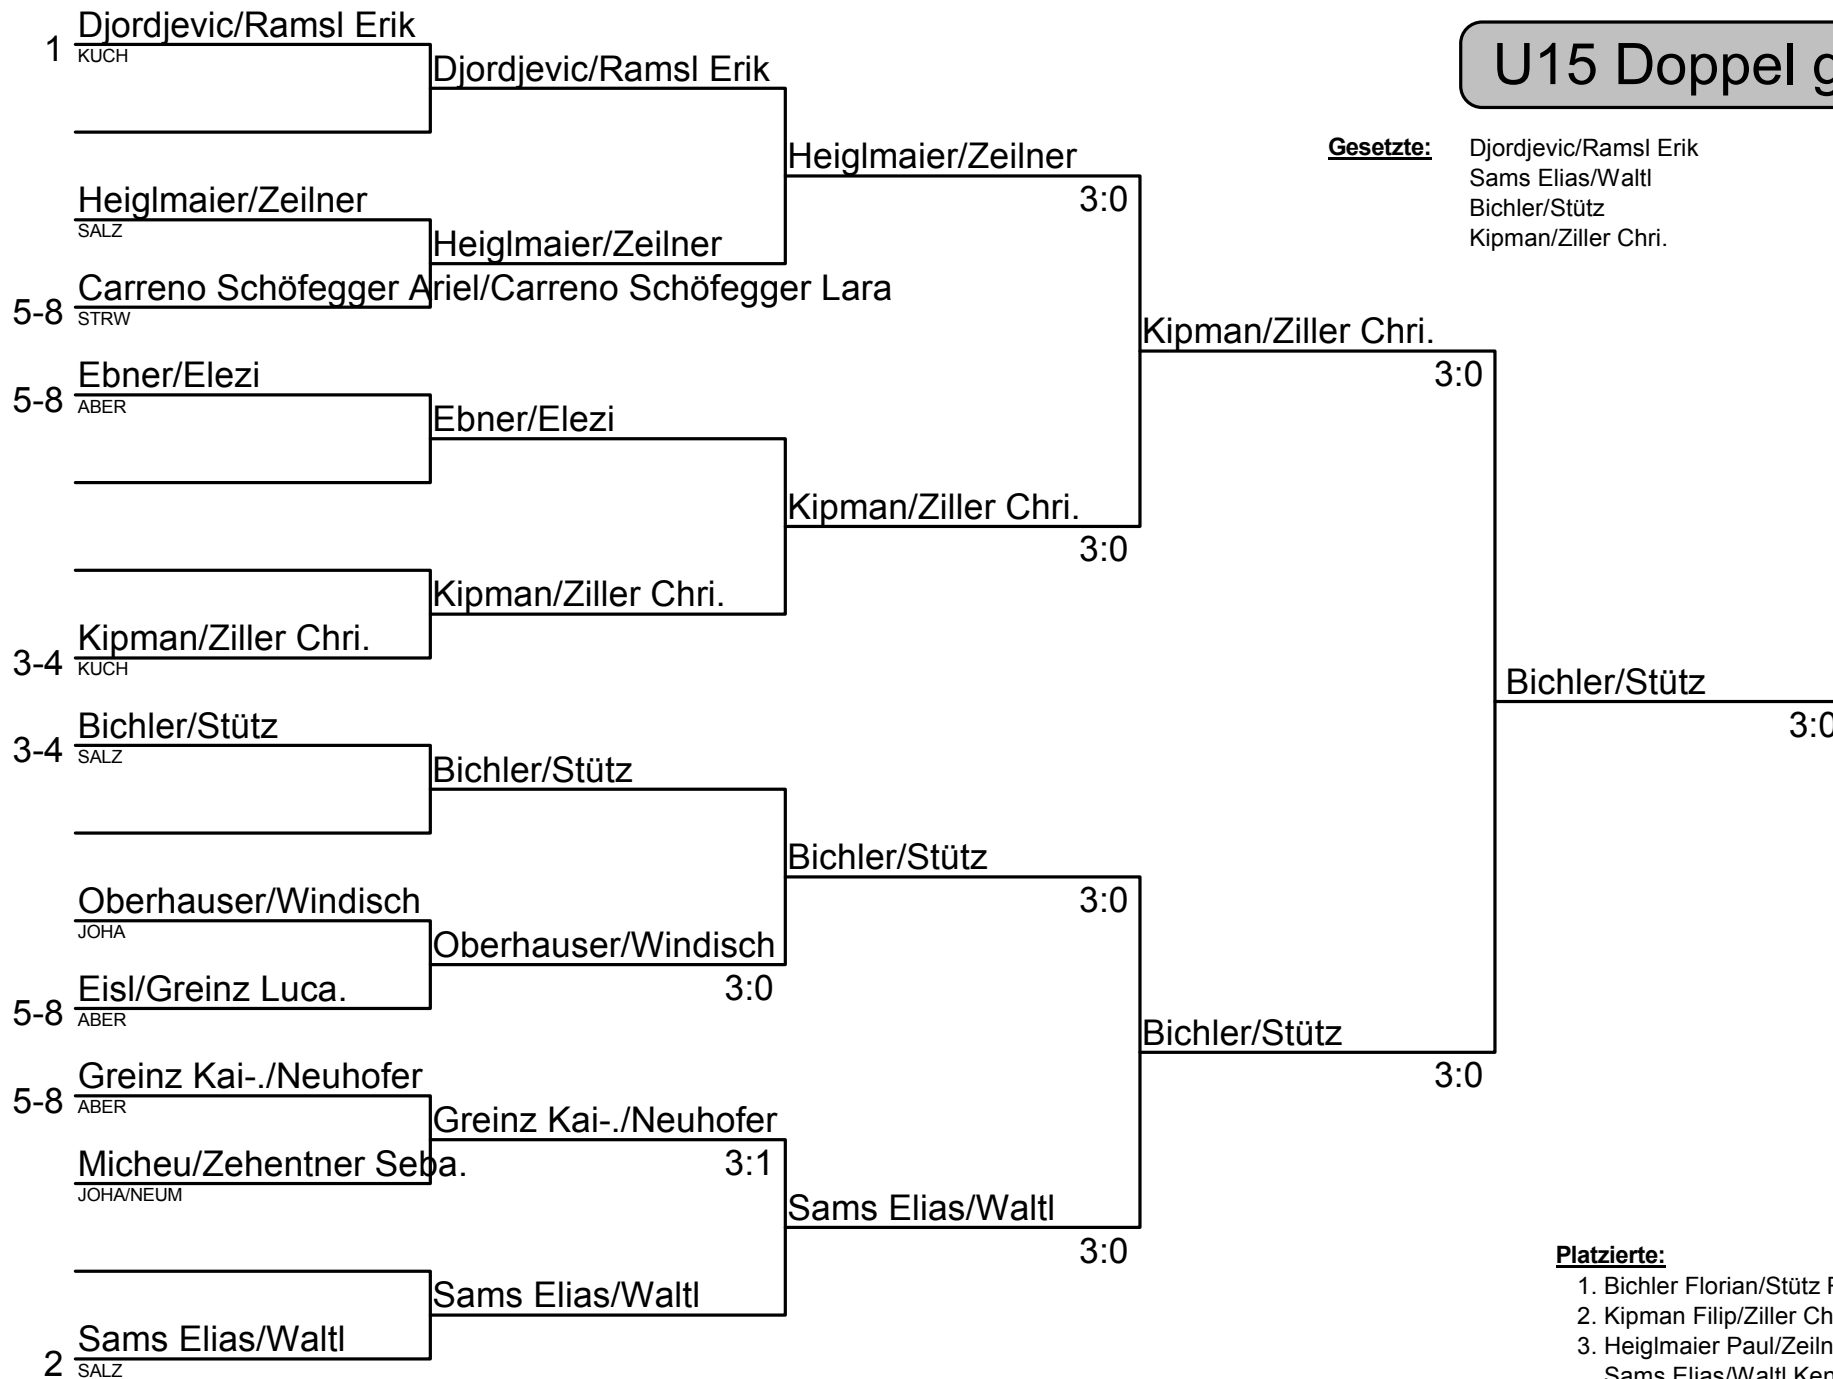 U15 Doppel
Gesetzte:
Djordjevic/Ramsl Erik
Sams Elias/Waltl
Bichler/Stütz
Kipman/Ziller Chri.
1
Djordjevic/Ramsl Erik
KUCH
Heiglmaier/Zeilner
SALZ
5-8
Carreno Schöfegger Ariel/Carreno Schöfegger Lara
STRW
5-8
Ebner/Elezi
ABER
3-4
Kipman/Ziller Chri.
KUCH
3-4
Bichler/Stütz
SALZ
Oberhauser/Windisch
JOHA
5-8
Eisl/Greinz Luca.
ABER
5-8
Greinz Kai-./Neuhofer
ABER
Micheu/Zehentner Seba.
JOHA/NEUM
2
Sams Elias/Waltl
SALZ
Djordjevic/Ramsl Erik
Heiglmaier/Zeilner
Ebner/Elezi
Kipman/Ziller Chri.
Bichler/Stütz
Oberhauser/Windisch
3:0
Greinz Kai-./Neuhofer
3:1
Sams Elias/Waltl
Heiglmaier/Zeilner
3:0
Kipman/Ziller Chri.
3:0
Bichler/Stütz
3:0
Sams Elias/Waltl
3:0
Kipman/Ziller Chri.
3:0
Bichler/Stütz
3:0
Bichler/Stütz
3:0
Platzierte:
1. Bichler Florian/Stütz
2. Kipman Filip/Ziller
3. Heiglmaier Paul/
Sams Elias/Waltl